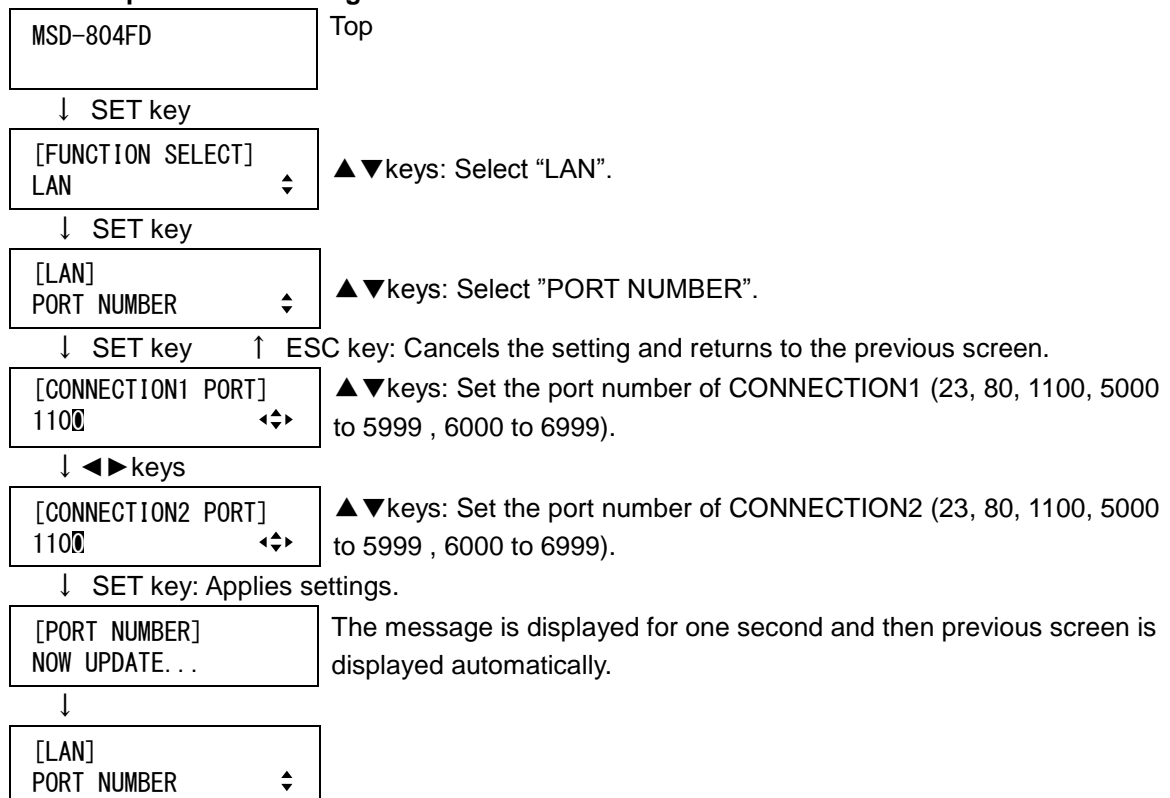 MSD-804FD
Top
↓ SET key
[FUNCTION SELECT]
LAN
▲▼keys: Select “LAN”.
↓ SET key
[LAN]
PORT NUMBER
▲▼keys: Select ”PORT NUMBER”.
↓ SET key ↑ ESC key: Cancels the setting and returns to the previous screen.
[CONNECTION1 PORT]
1100
▲▼keys: Set the port number of CONNECTION1 (23, 80, 1100, 5000
to 5999 , 6000 to 6999).
↓◄►keys
[CONNECTION2 PORT]
1100
▲▼keys: Set the port number of CONNECTION2 (23, 80, 1100, 5000
to 5999 , 6000 to 6999).
↓ SET key: Applies settings.
[PORT NUMBER]
NOW UPDATE...
The message is displayed for one second and then previous screen is
displayed automatically.
↓
[LAN]
PORT NUMBER